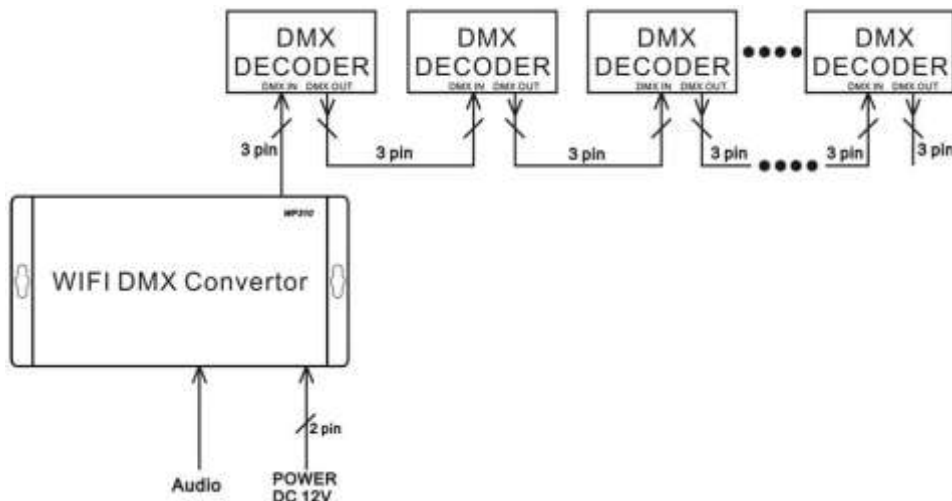 DMX
DECODER
DMX IN DMX OUT
DMX
DECODER
DMX IN DMX OUT
DMX
DECODER
DMX IN DMX OUT
DMX
DECODER
DMX IN DMX OUT
3 pin
3 pin
3 pin
3 pin
3 pin
3 pin
WIFI DMX Convertor
2 pin
Audio
POWER
DC 12V